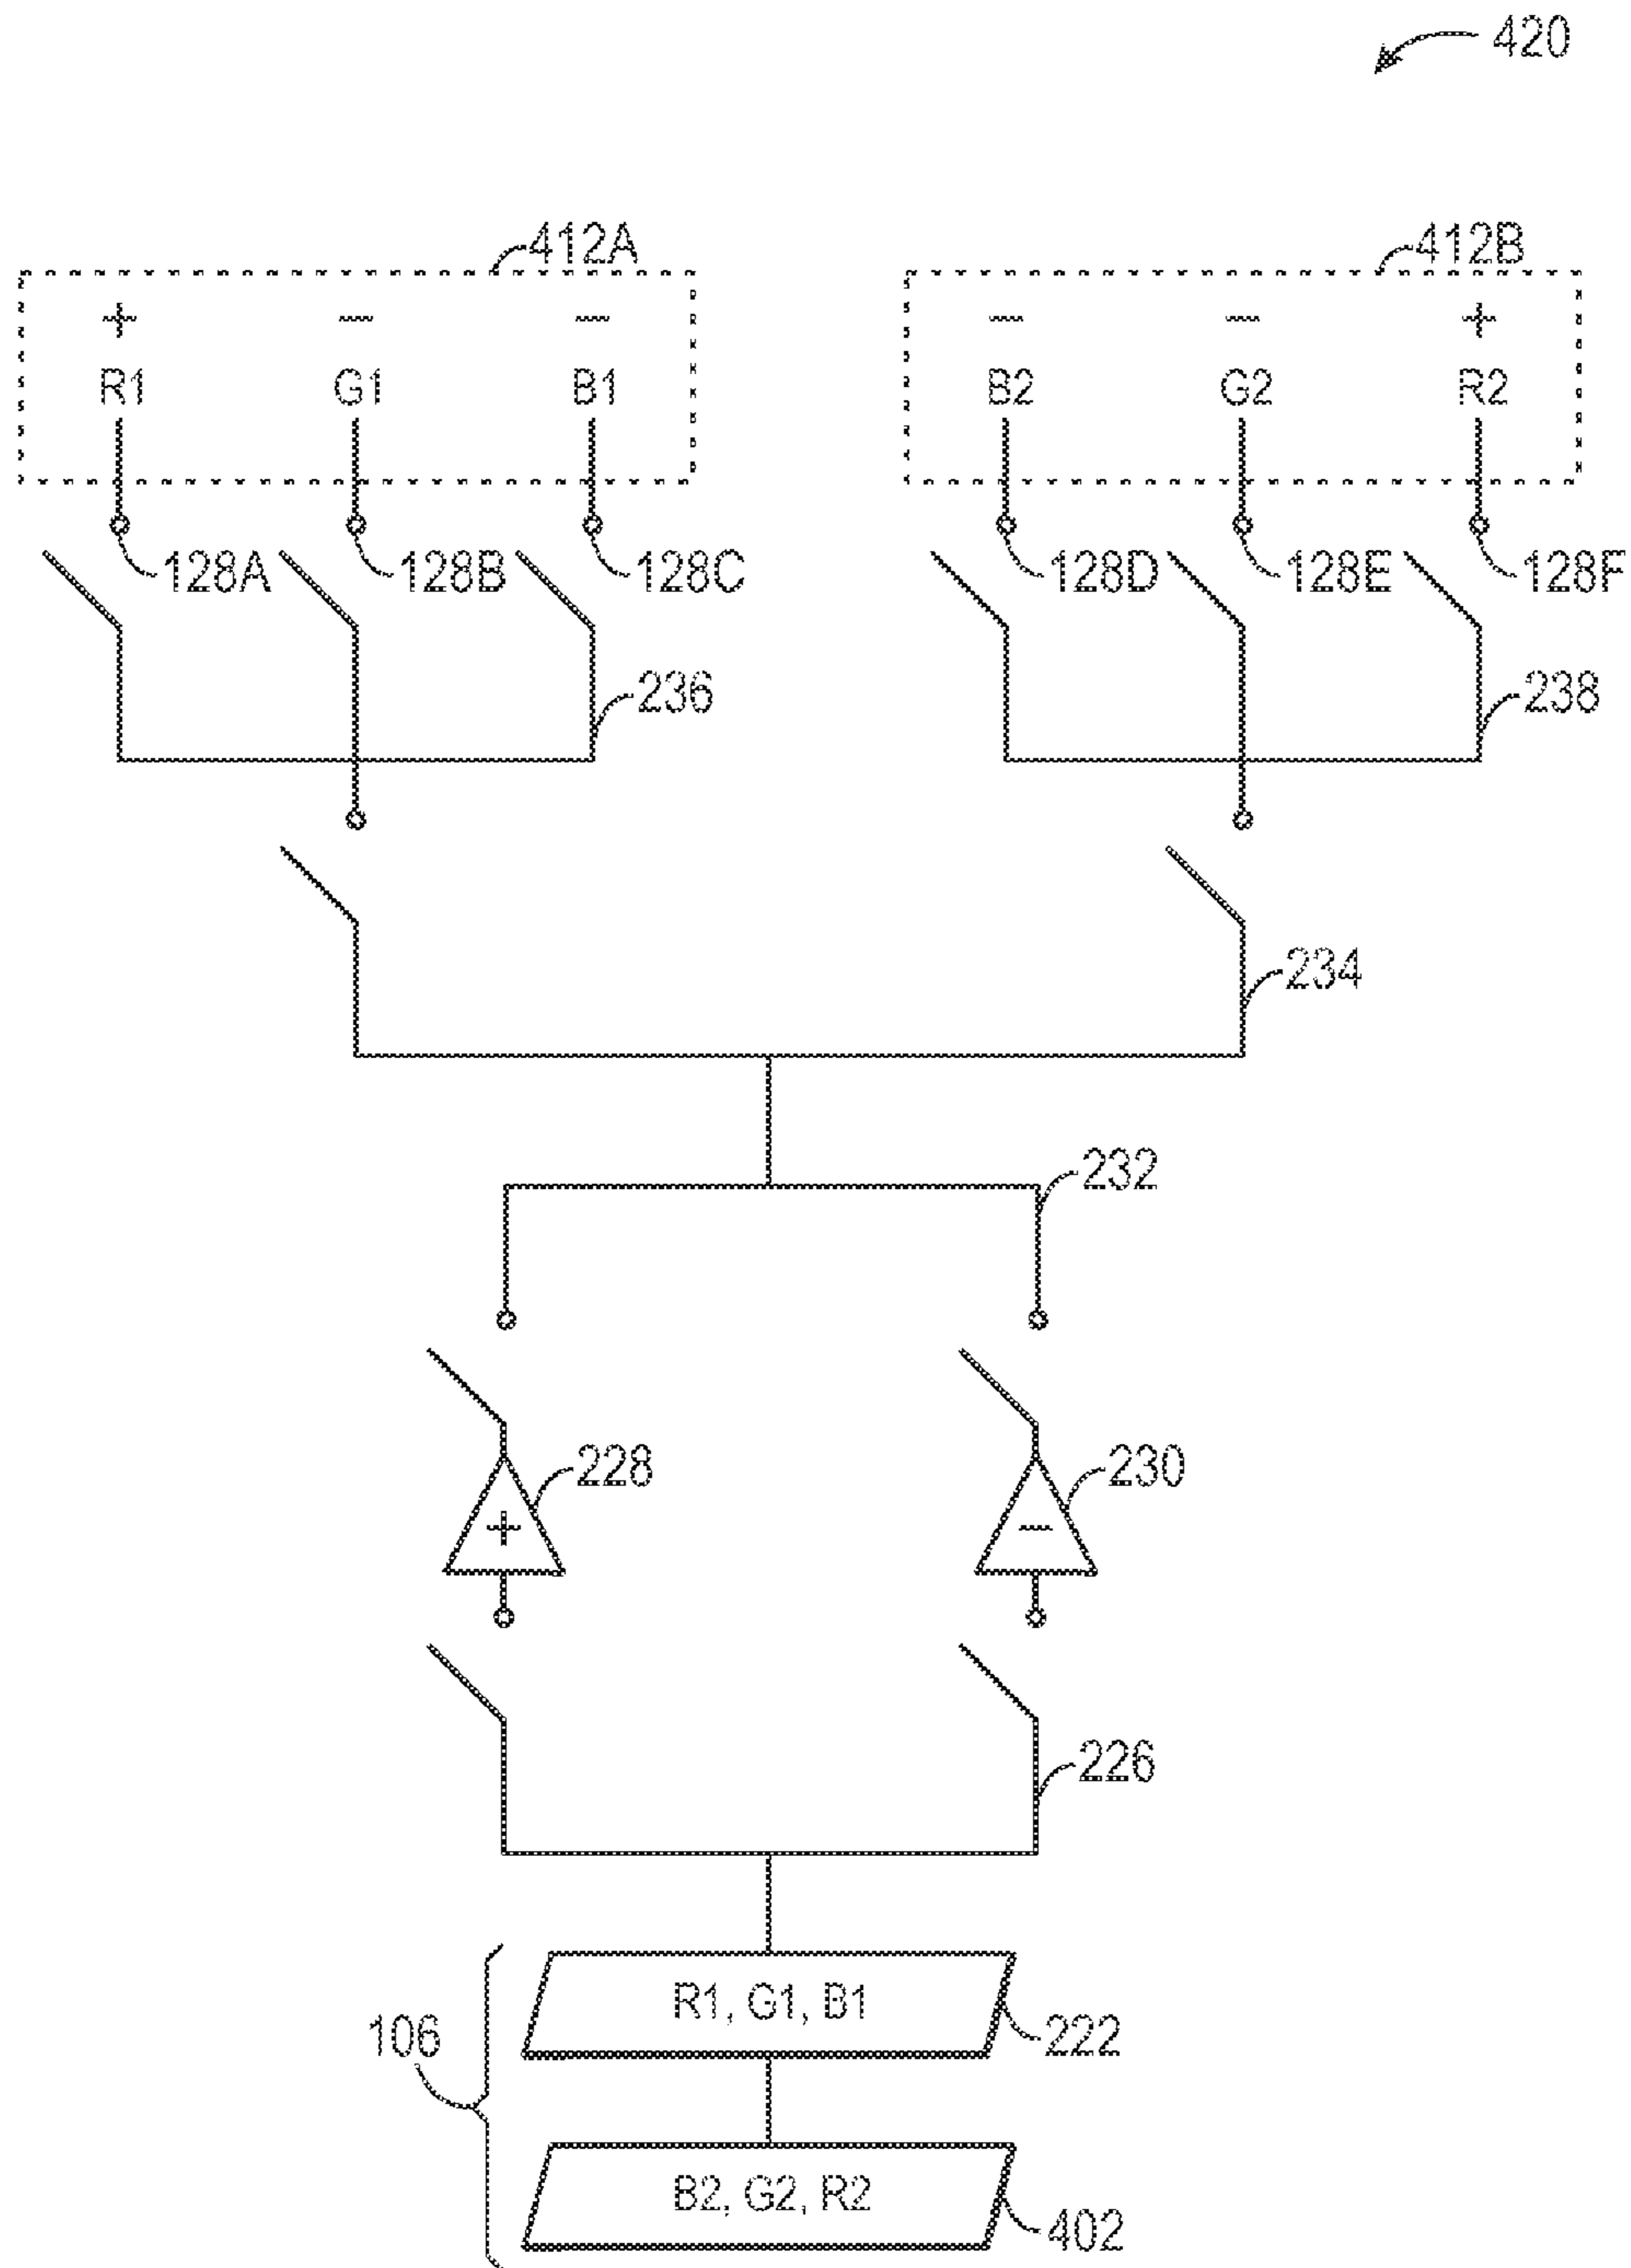 420
412A 412B
+ − − − − +
R1 G1 B1 B2 G2 R2
128A 128B 128C 128D 128E 128F
236 238
234
232
228 230
+ −
226
R1, G1, B1
106 222
B2, G2, R2
402